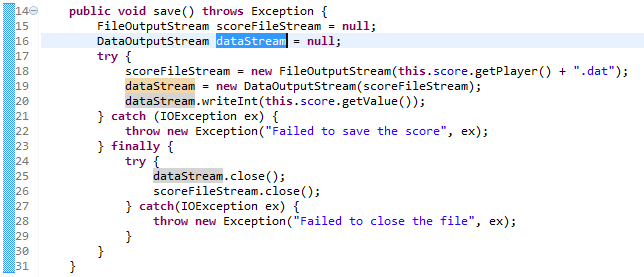 14 public void save() throws Exception {
15 FileOutputStream scoreFileStream = null;
16 DataOutputStream dataStream = null;
17 try {
18 scoreFileStream = new FileOutputStream(this.score.getPlayer() + ".dat");
19 dataStream = new DataOutputStream(scoreFileStream);
20 dataStream.writeInt(this.score.getValue());
21 } catch (IOException ex) {
22 throw new Exception("Failed to save the score", ex);
23 } finally {
24 try {
25 dataStream.close();
26 scoreFileStream.close();
27 } catch(IOException ex) {
28 throw new Exception("Failed to close the file", ex);
29 }
30 }
31 }